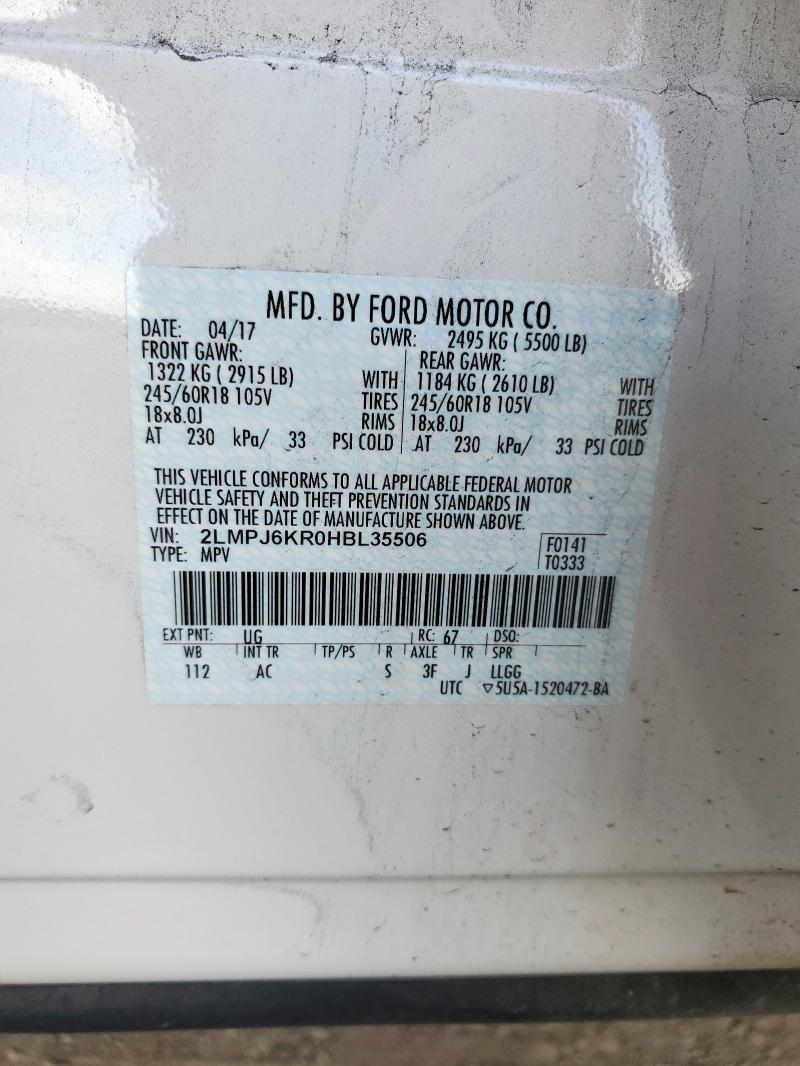 MFD. BY FORD MOTOR CO.
DATE: 04/17 GVWR: 2495 KG ( 5500 LB)
FRONT GAWR: REAR GAWR:
1322 KG ( 2915 LB) WITH 1184 KG ( 2610 LB) WITH
245/60R18 105V TIRES 245/60R18 105V TIRES
18x8.0J RIMS 18x8.0J RIMS
AT 230 kPa/ 33 PSI COLD AT 230 kPa/ 33 PSI COLD
THIS VEHICLE CONFORMS TO ALL APPLICABLE FEDERAL MOTOR
VEHICLE SAFETY AND THEFT PREVENTION STANDARDS IN
EFFECT ON THE DATE OF MANUFACTURE SHOWN ABOVE.
VIN: 2LMPJ6KR0HBL35506 F0141
TYPE: MPV T0333
EXT PNT: UG RC: 67 DSO:
WB INT TR TP/PS R AXLE TR SPR
112 AC S 3F J LLGG
UTC ▽5U5A-1520472-BA